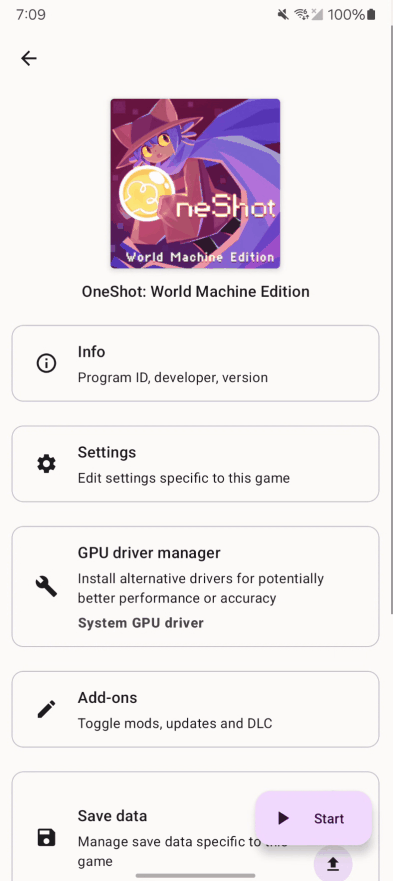 7:09
100%
neShot
World Machine Edition
OneShot: World Machine Edition
Info
Program ID, developer, version
Settings
Edit settings specific to this game
GPU driver manager
Install alternative drivers for potentially
better performance or accuracy
System GPU driver
Add-ons
Toggle mods, updates and DLC
Save data
Manage save data specific to this
game
Start